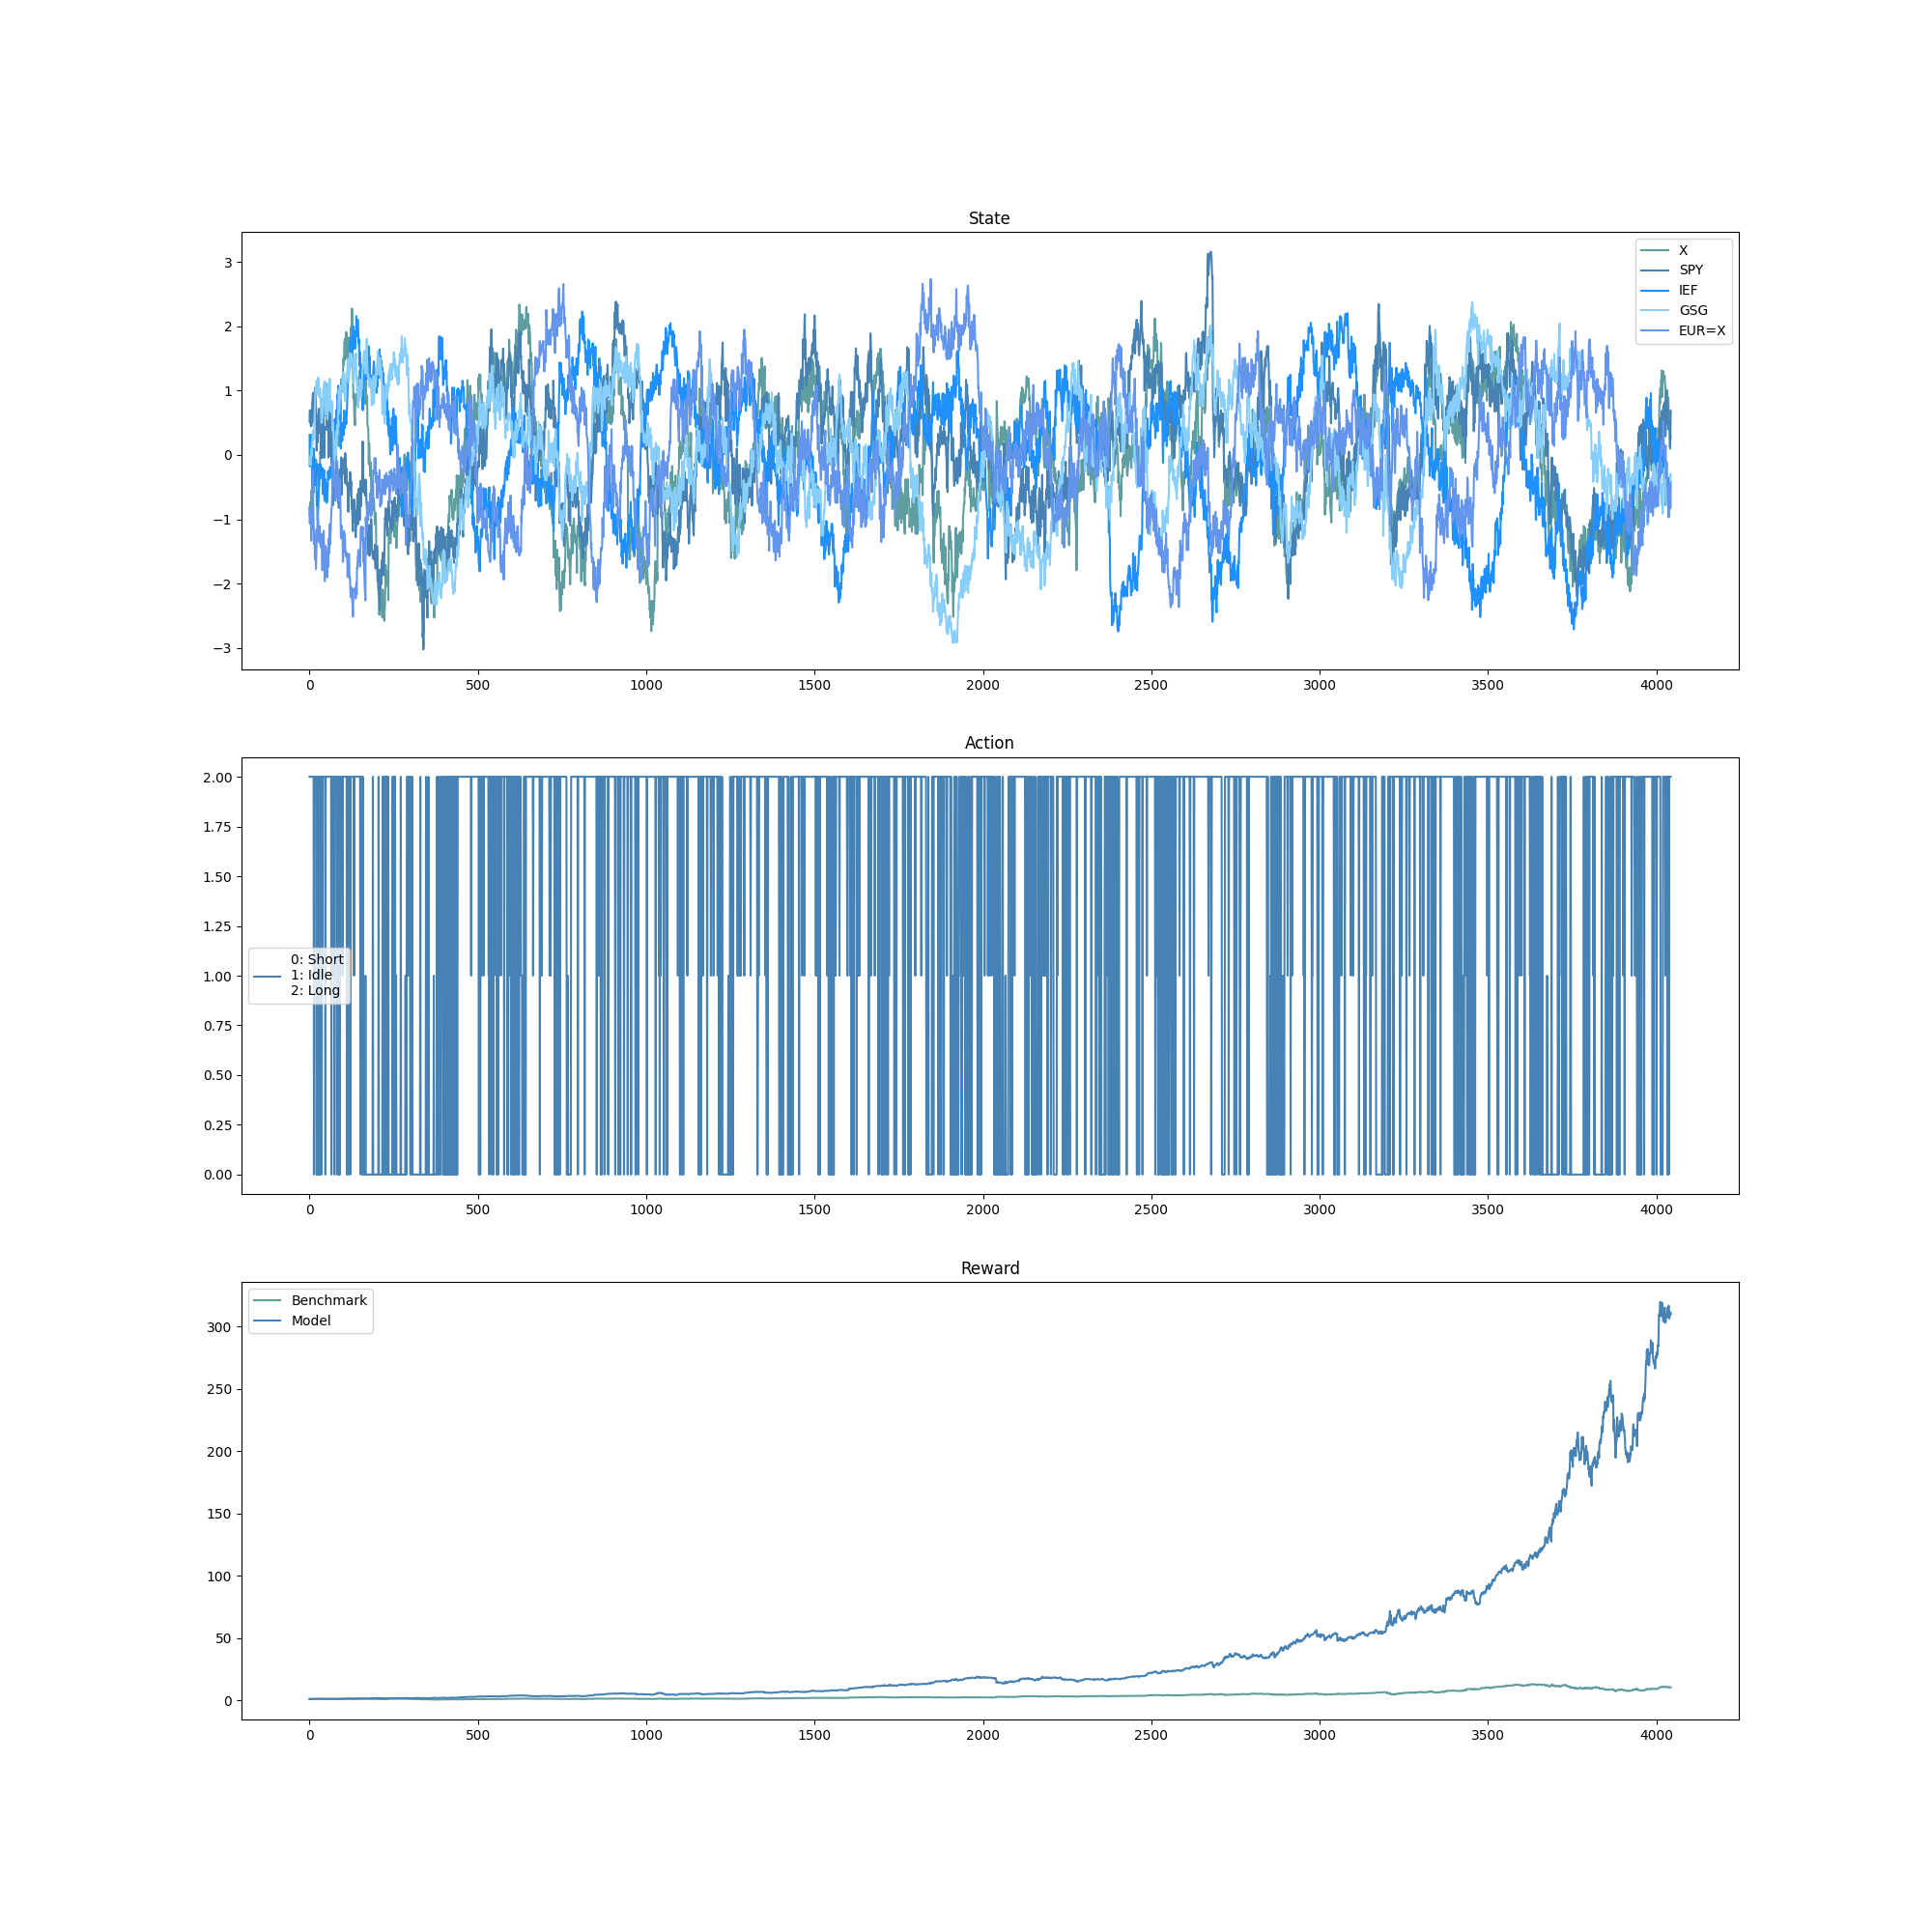 State
3
2
1
0
−1
−2
−3
X
SPY
IEF
GSG
EUR=X
0 500 1000 1500 2000 2500 3000 3500 4000
Action
2.00
1.75
1.50
1.25
1.00
0.75
0.50
0.25
0.00
0: Short
1: Idle
2: Long
0 500 1000 1500 2000 2500 3000 3500 4000
Reward
Benchmark
Model
300
250
200
150
100
50
0
0 500 1000 1500 2000 2500 3000 3500 4000